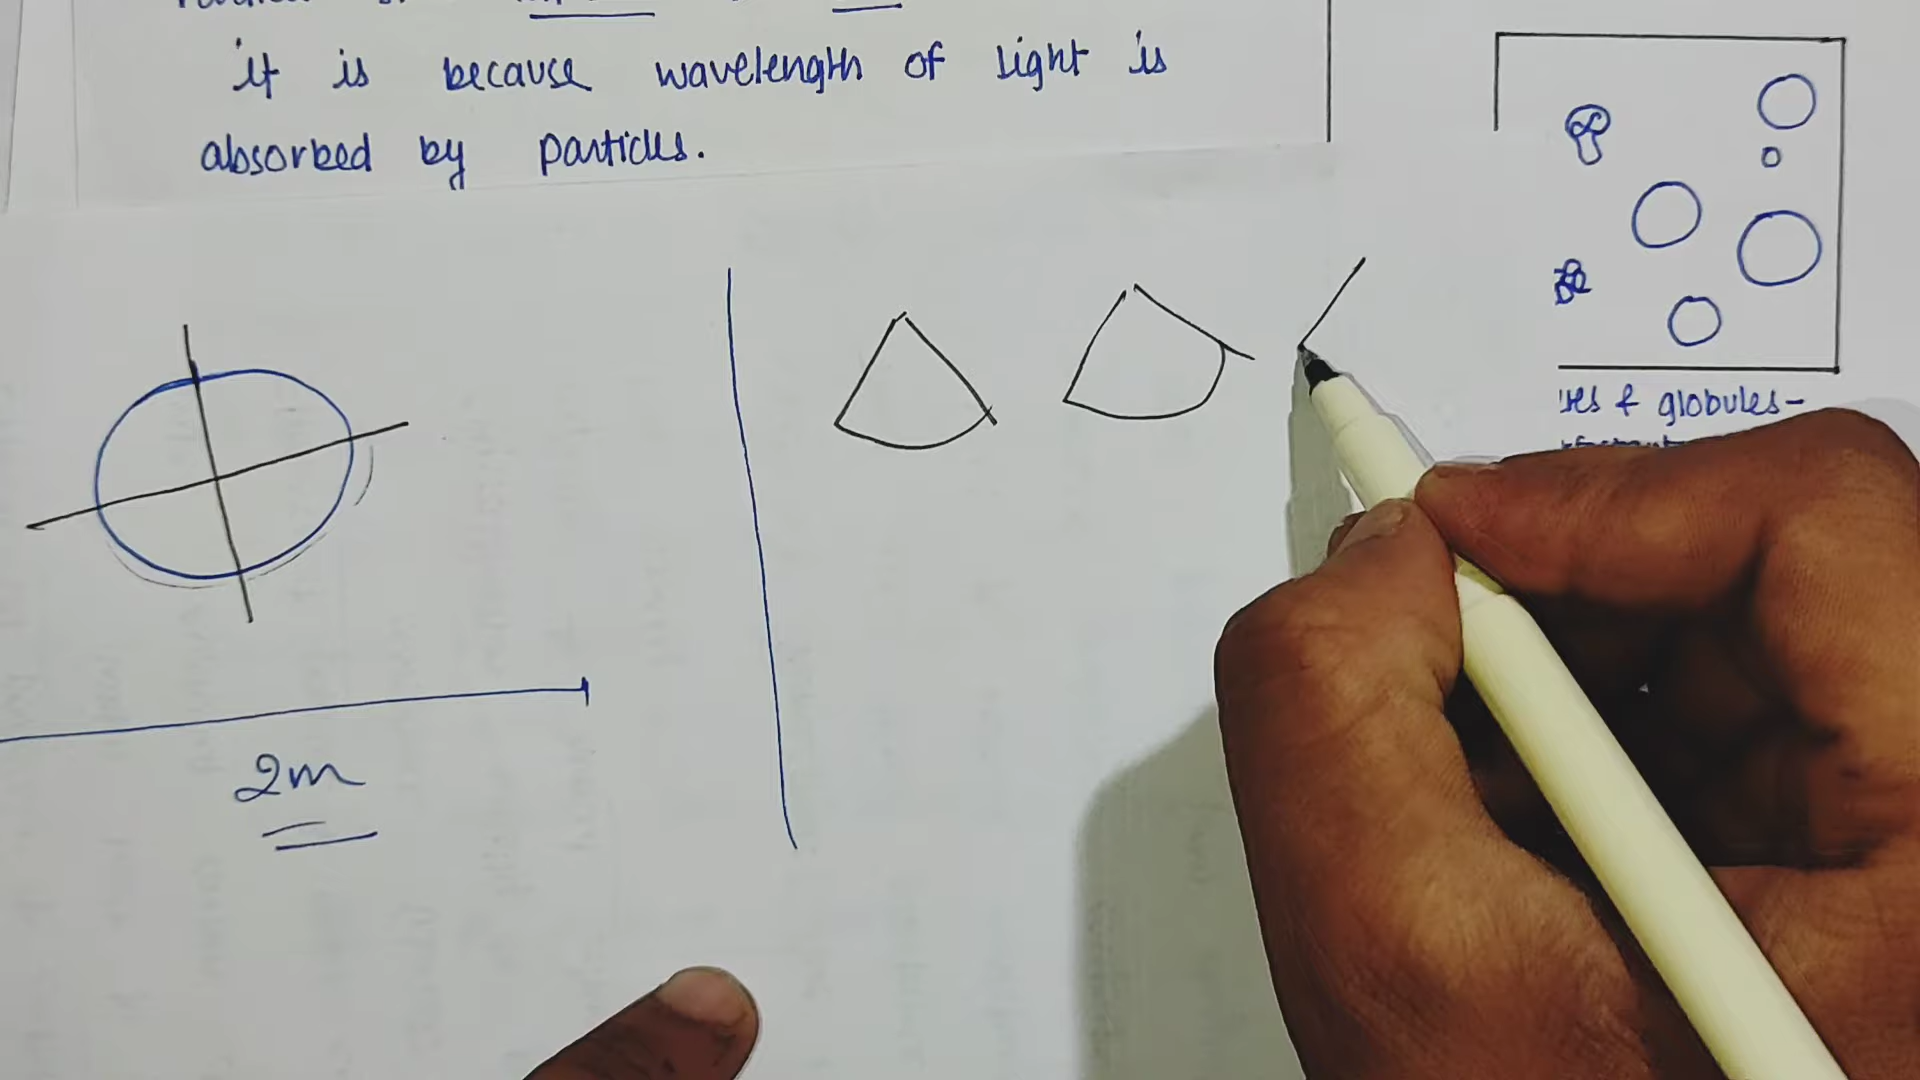 it is because wavelength of light is
absorbed by particles.
& globules-
2m